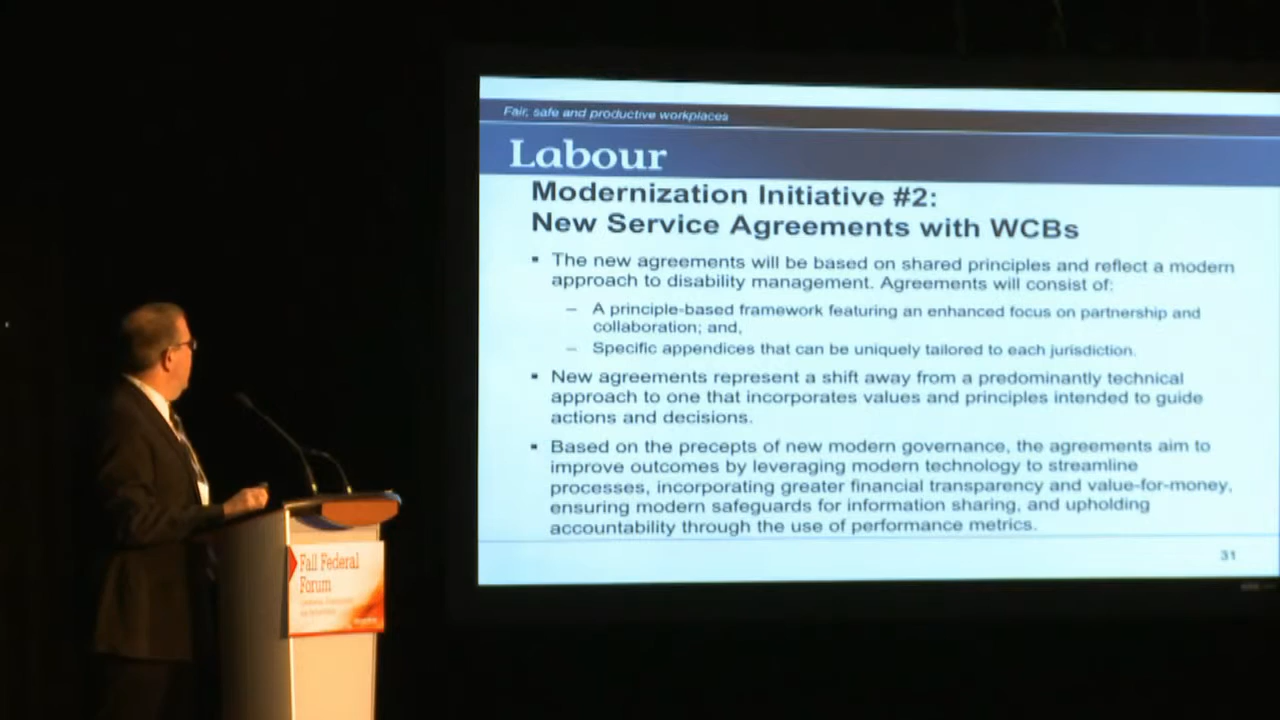 Fair, safe and productive workplaces
Labour
Modernization Initiative #2:
New Service Agreements with WCBs
▪ The new agreements will be based on shared principles and reflect a modern
approach to disability management. Agreements will consist of:
– A principle-based framework featuring an enhanced focus on partnership and
collaboration; and,
– Specific appendices that can be uniquely tailored to each jurisdiction.
▪ New agreements represent a shift away from a predominantly technical
approach to one that incorporates values and principles intended to guide
actions and decisions.
▪ Based on the precepts of new modern governance, the agreements aim to
improve outcomes by leveraging modern technology to streamline
processes, incorporating greater financial transparency and value-for-money,
ensuring modern safeguards for information sharing, and upholding
accountability through the use of performance metrics.
31
Fall Federal
Forum